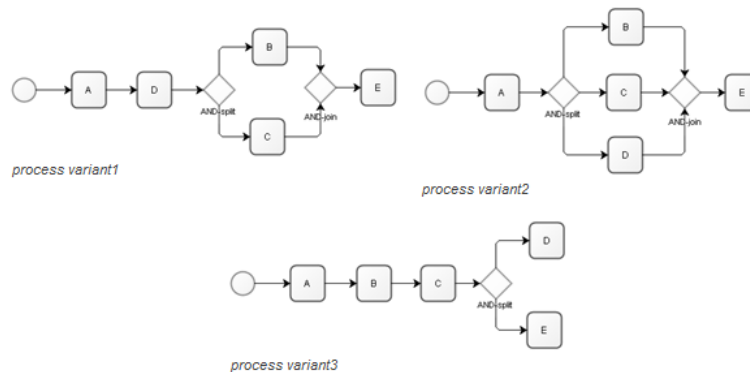 B
A
D
AND-split
AND-join
E
C
process variant1
B
A
C
E
AND-split
AND-join
D
process variant2
D
A
B
C
AND-split
E
process variant3